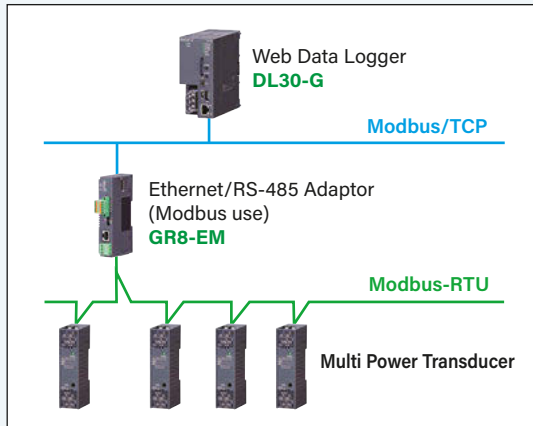 Web Data Logger
DL30-G
Modbus/TCP
Ethernet/RS-485 Adaptor
(Modbus use)
GR8-EM
Modbus-RTU
Multi Power Transducer